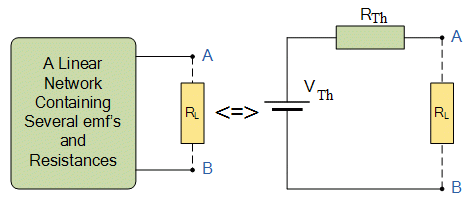 A Linear
Network
Containing
Several emf's
and
Resistances
A
B
RL
<=>
RTh
VTh
A
RL
B